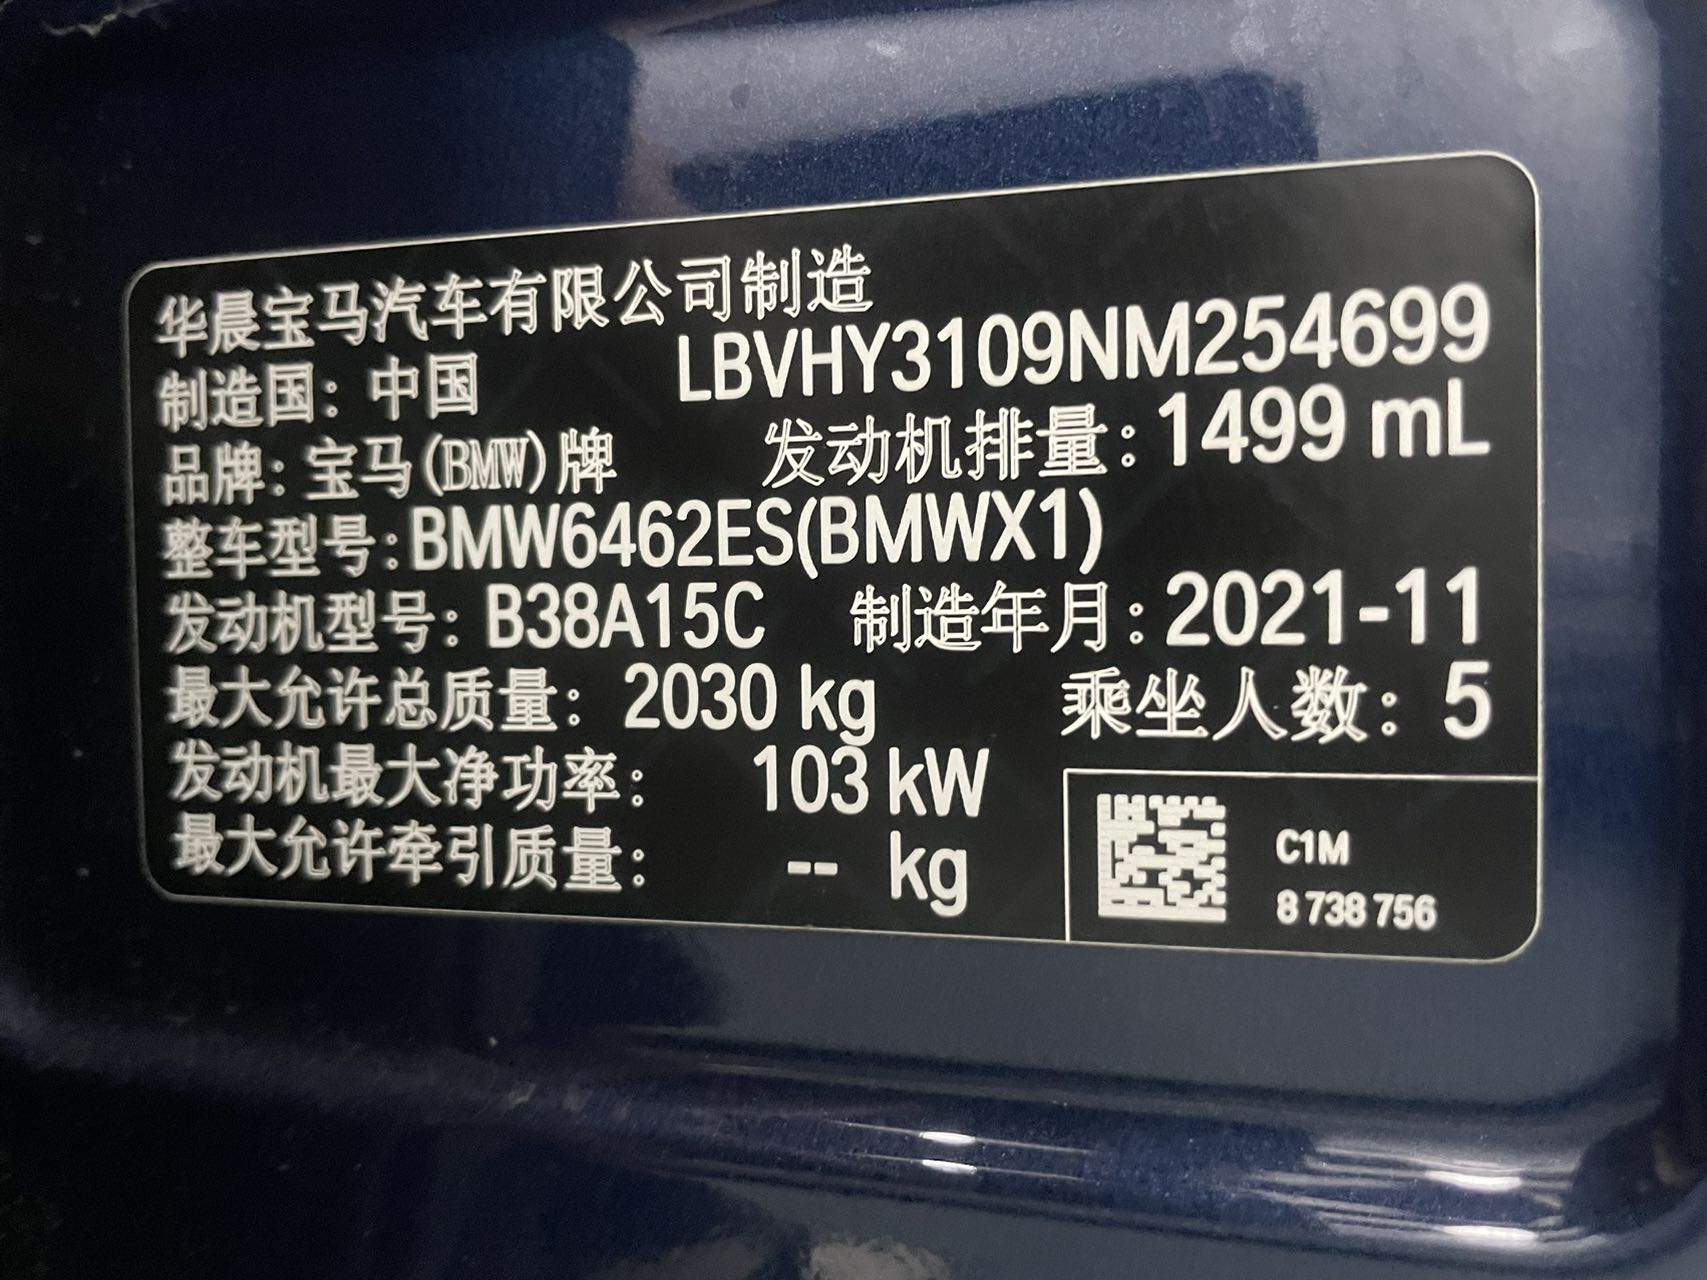 华晨宝马汽车有限公司制造
制造国：中国 LBVHY3109NM254699
品牌：宝马(BMW)牌 发动机排量：1499 mL
整车型号：BMW6462ES(BMWX1)
发动机型号：B38A15C 制造年月：2021-11
最大允许总质量：2030 kg 乘坐人数：5
发动机最大净功率： 103 kW
最大允许牵引质量： -- kg
C1M
8 738 756